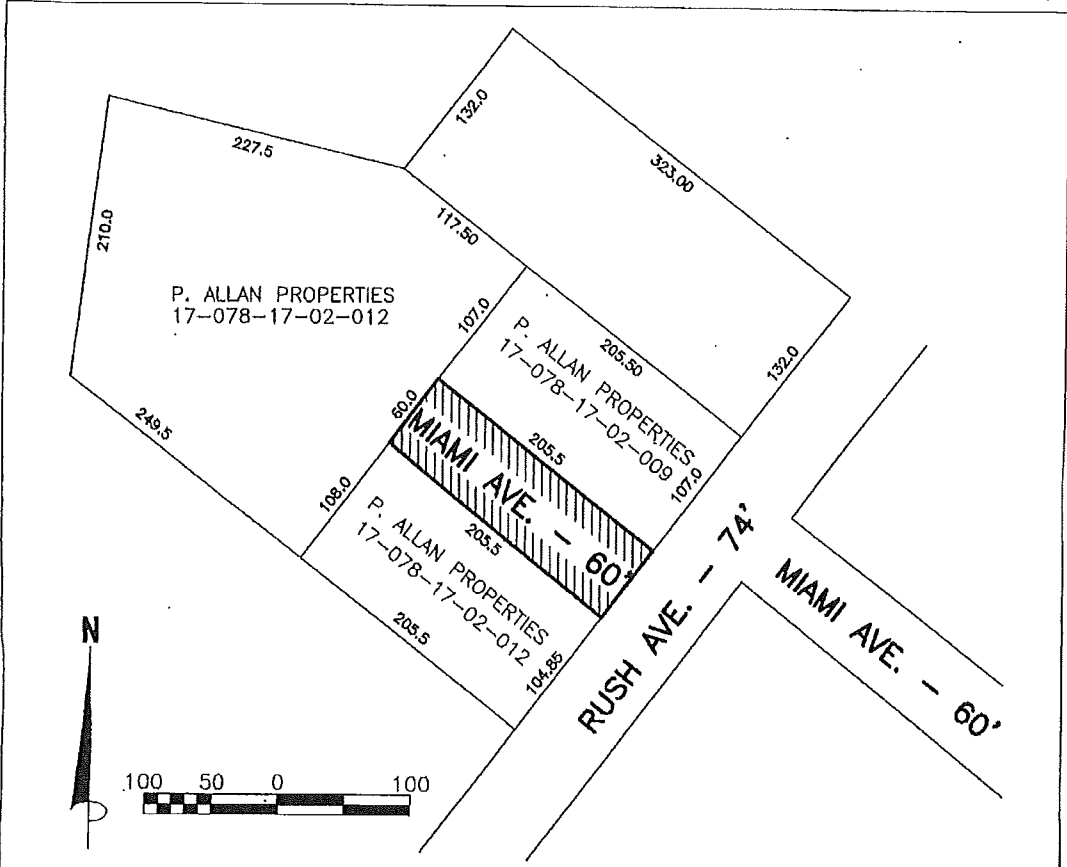 132.0
323.00
227.5
117.50
210.0
P. ALLAN PROPERTIES
17-078-17-02-012
107.0
P. ALLAN PROPERTIES
17-078-17-02-009
205.50
132.0
60.0
MIAMI AVE. - 60'
205.5
107.0
249.5
108.0
205.5
P. ALLAN PROPERTIES
17-078-17-02-012
RUSH AVE. - 74'
MIAMI AVE. - 60'
205.5
104.85
N
100 50 0 100